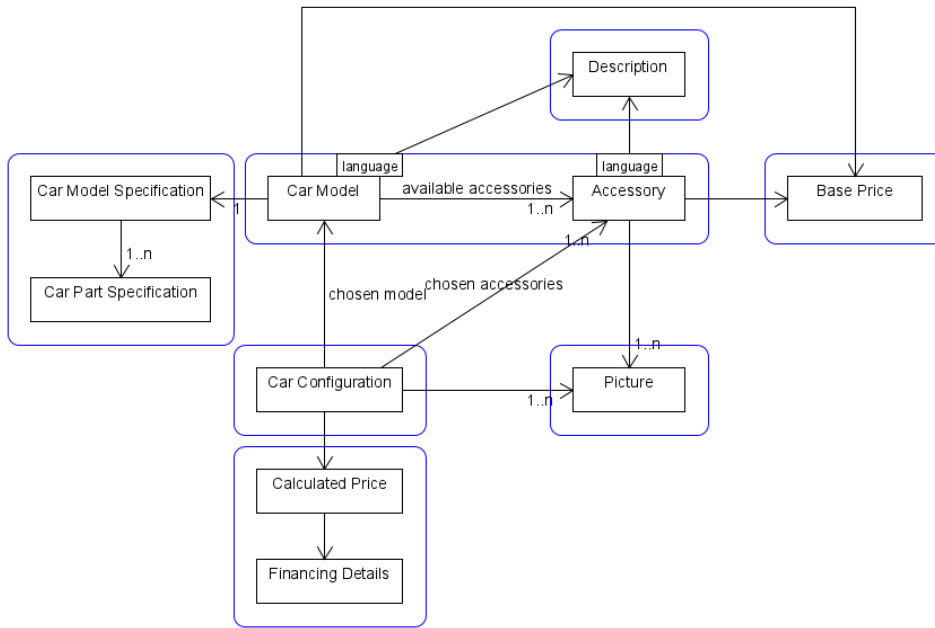 Description
language
language
Car Model Specification
Car Model
available accessories
Accessory
Base Price
1
1..n
1..n
1..n
Car Part Specification
chosen model
chosen accessories
1..n
Car Configuration
Picture
1..n
Calculated Price
Financing Details